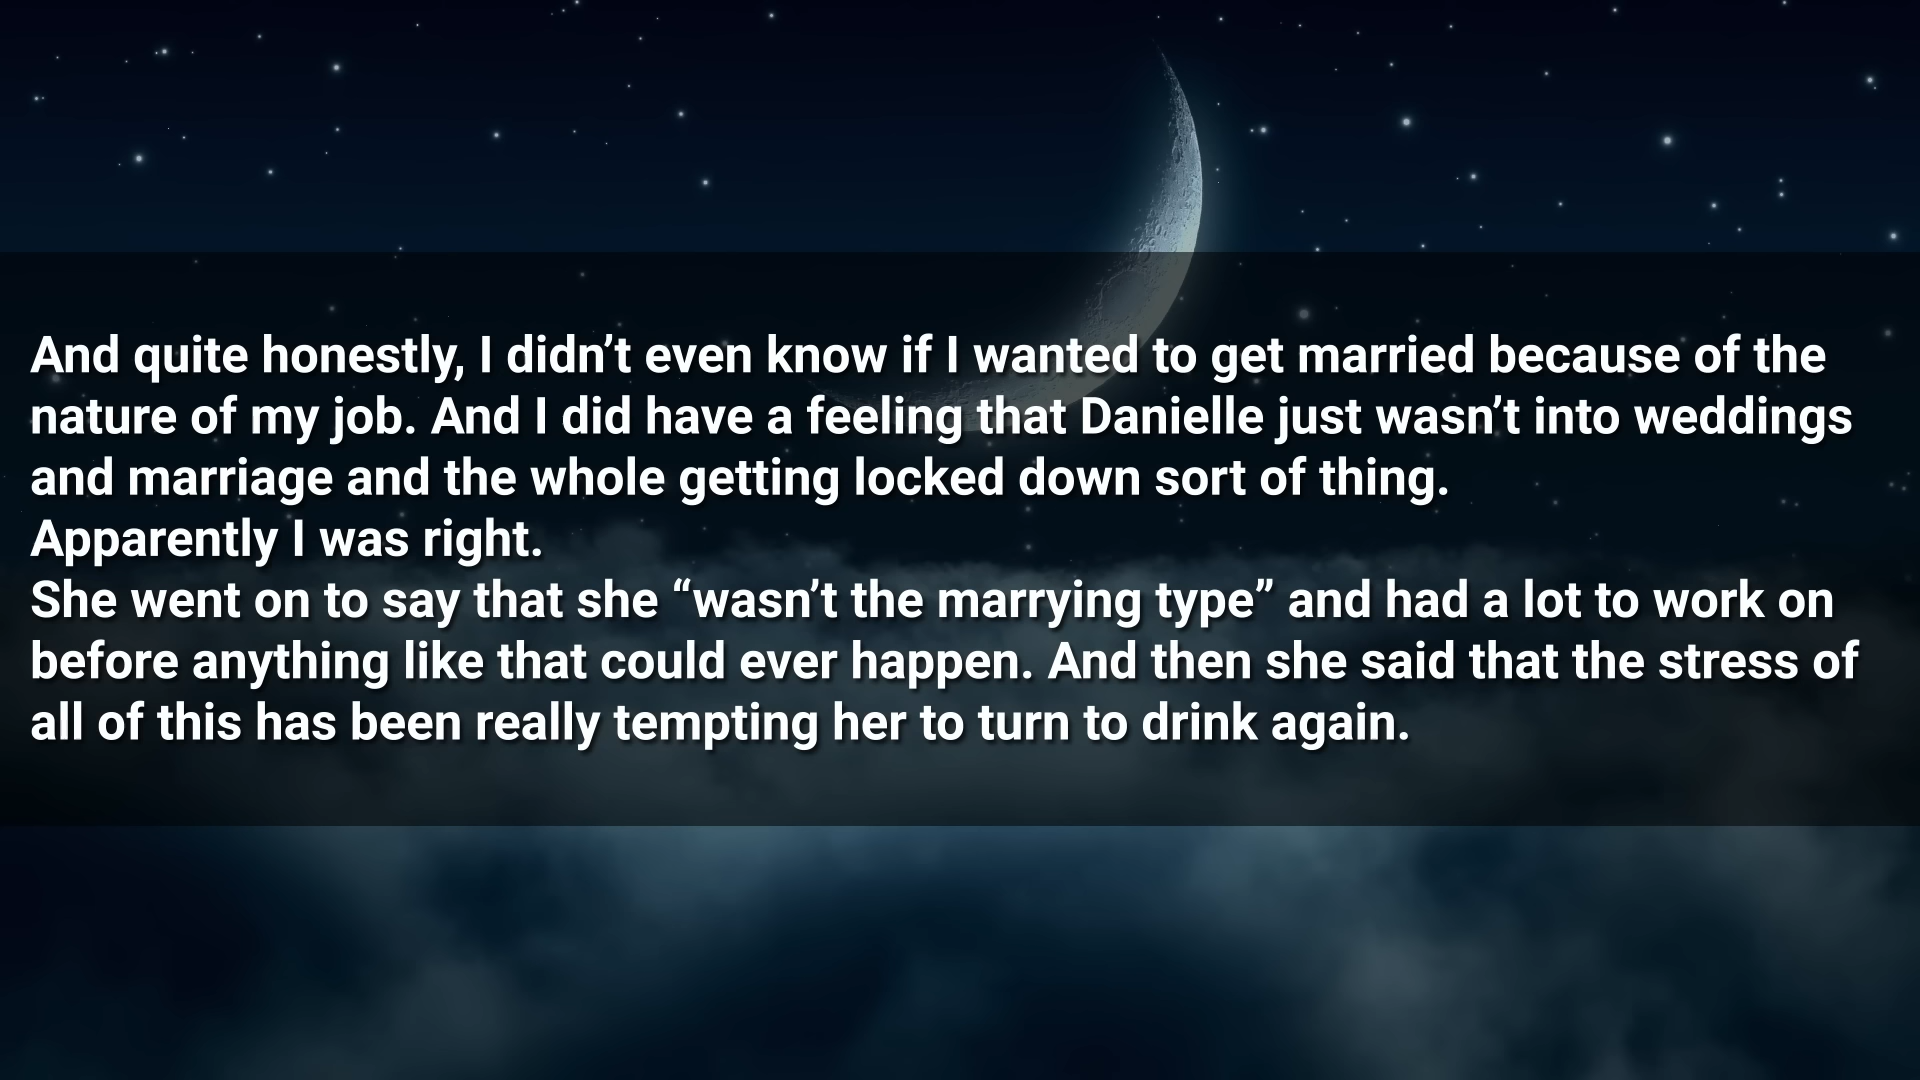 And quite honestly, I didn’t even know if I wanted to get married because of the
nature of my job. And I did have a feeling that Danielle just wasn’t into weddings
and marriage and the whole getting locked down sort of thing.
Apparently I was right.
She went on to say that she “wasn’t the marrying type” and had a lot to work on
before anything like that could ever happen. And then she said that the stress of
all of this has been really tempting her to turn to drink again.